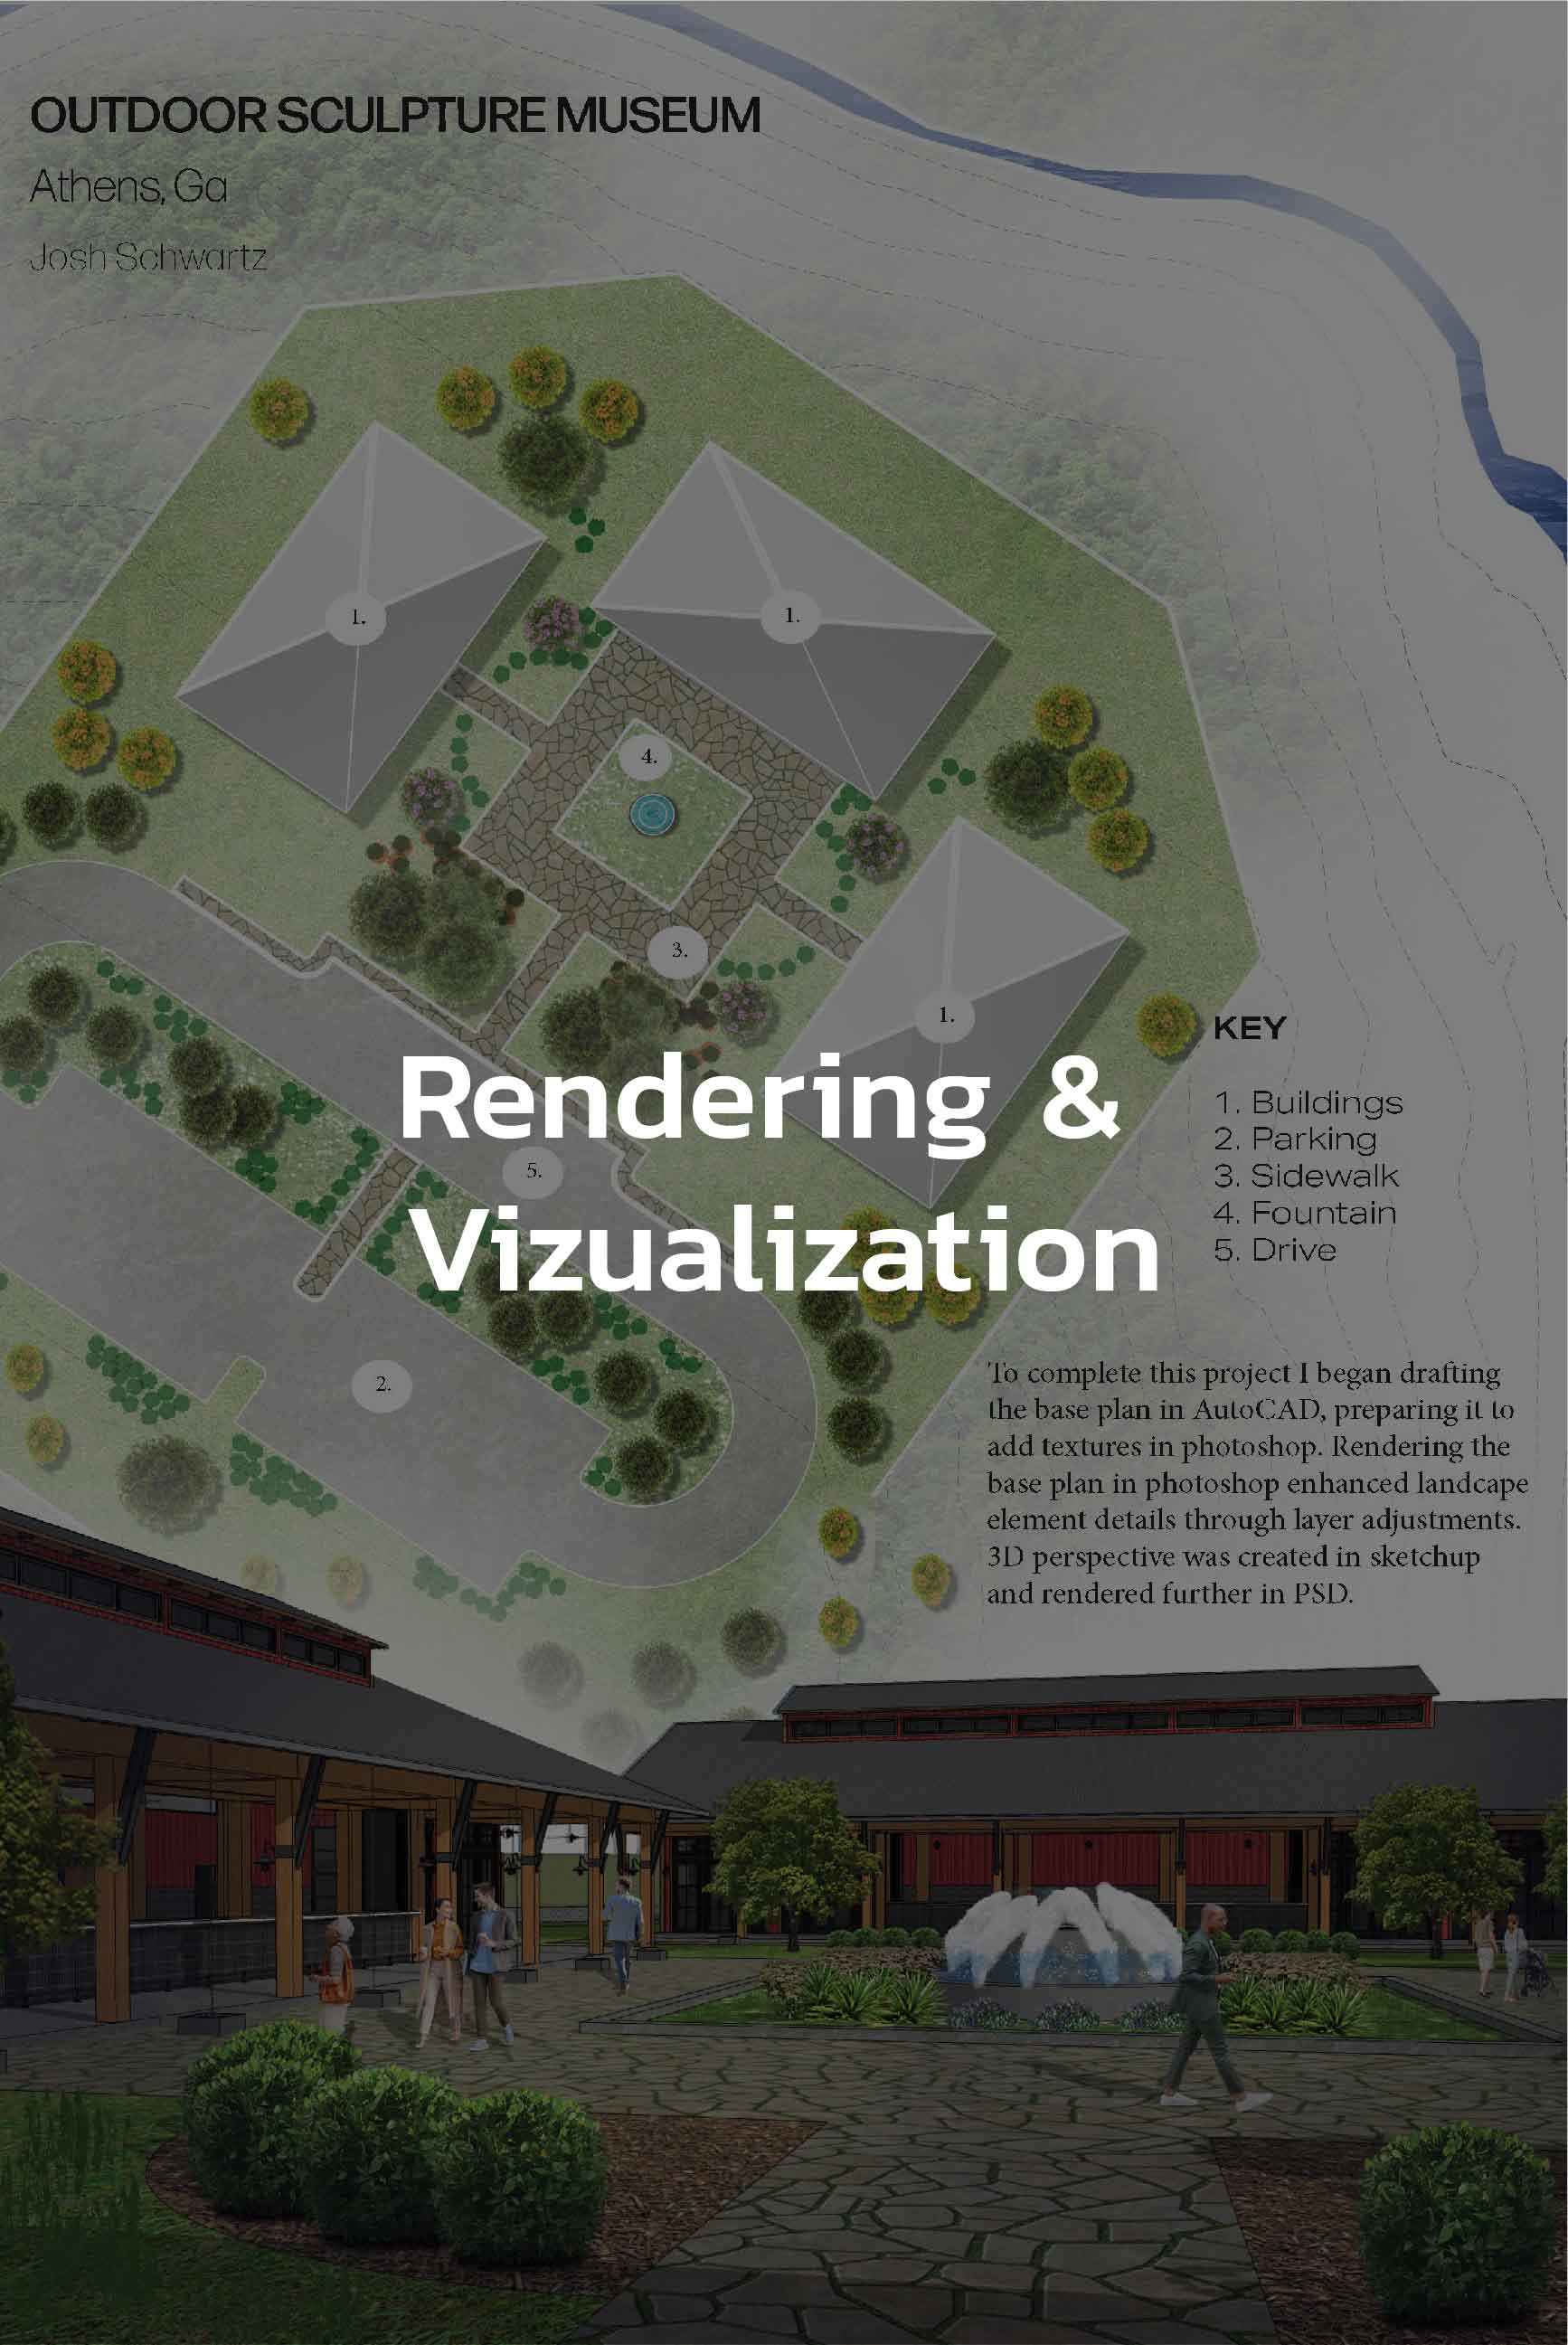 OUTDOOR SCULPTURE MUSEUM
Athens, Ga
Josh Schwartz
1.
1.
4.
3.
1.
KEY
1. Buildings
2. Parking
3. Sidewalk
4. Fountain
5. Drive
Rendering &
5.
Vizualization
2.
To complete this project I began drafting
the base plan in AutoCAD, preparing it to
add textures in photoshop. Rendering the
base plan in photoshop enhanced landcape
element details through layer adjustments.
3D perspective was created in sketchup
and rendered further in PSD.